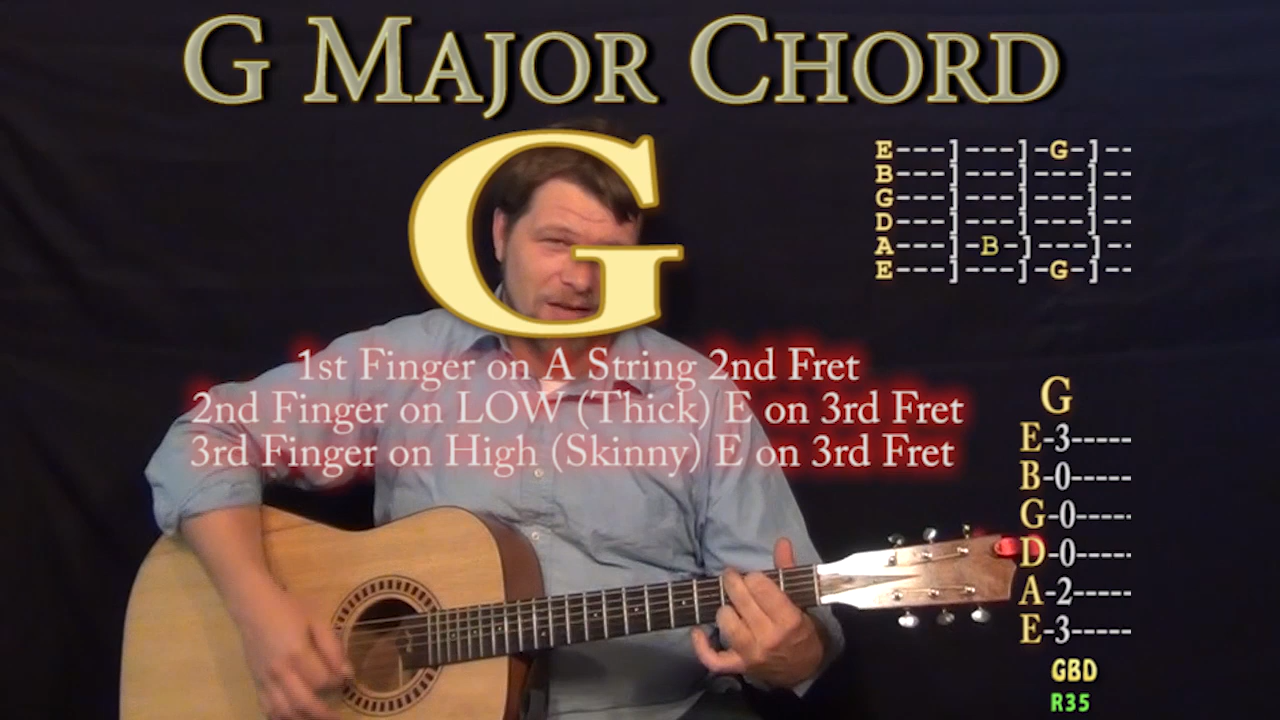 G MAJOR CHORD
G
E---]---]-G-]--
B---]---]---]--
G---]---]---]--
D---]---]---]--
A---]-B-]---]--
E---]---]-G-]--
1st Finger on A String 2nd Fret
2nd Finger on LOW (Thick) E on 3rd Fret
3rd Finger on High (Skinny) E on 3rd Fret
G
E-3-----
B-0-----
G-0-----
D-0-----
A-2-----
E-3-----
GBD
R35